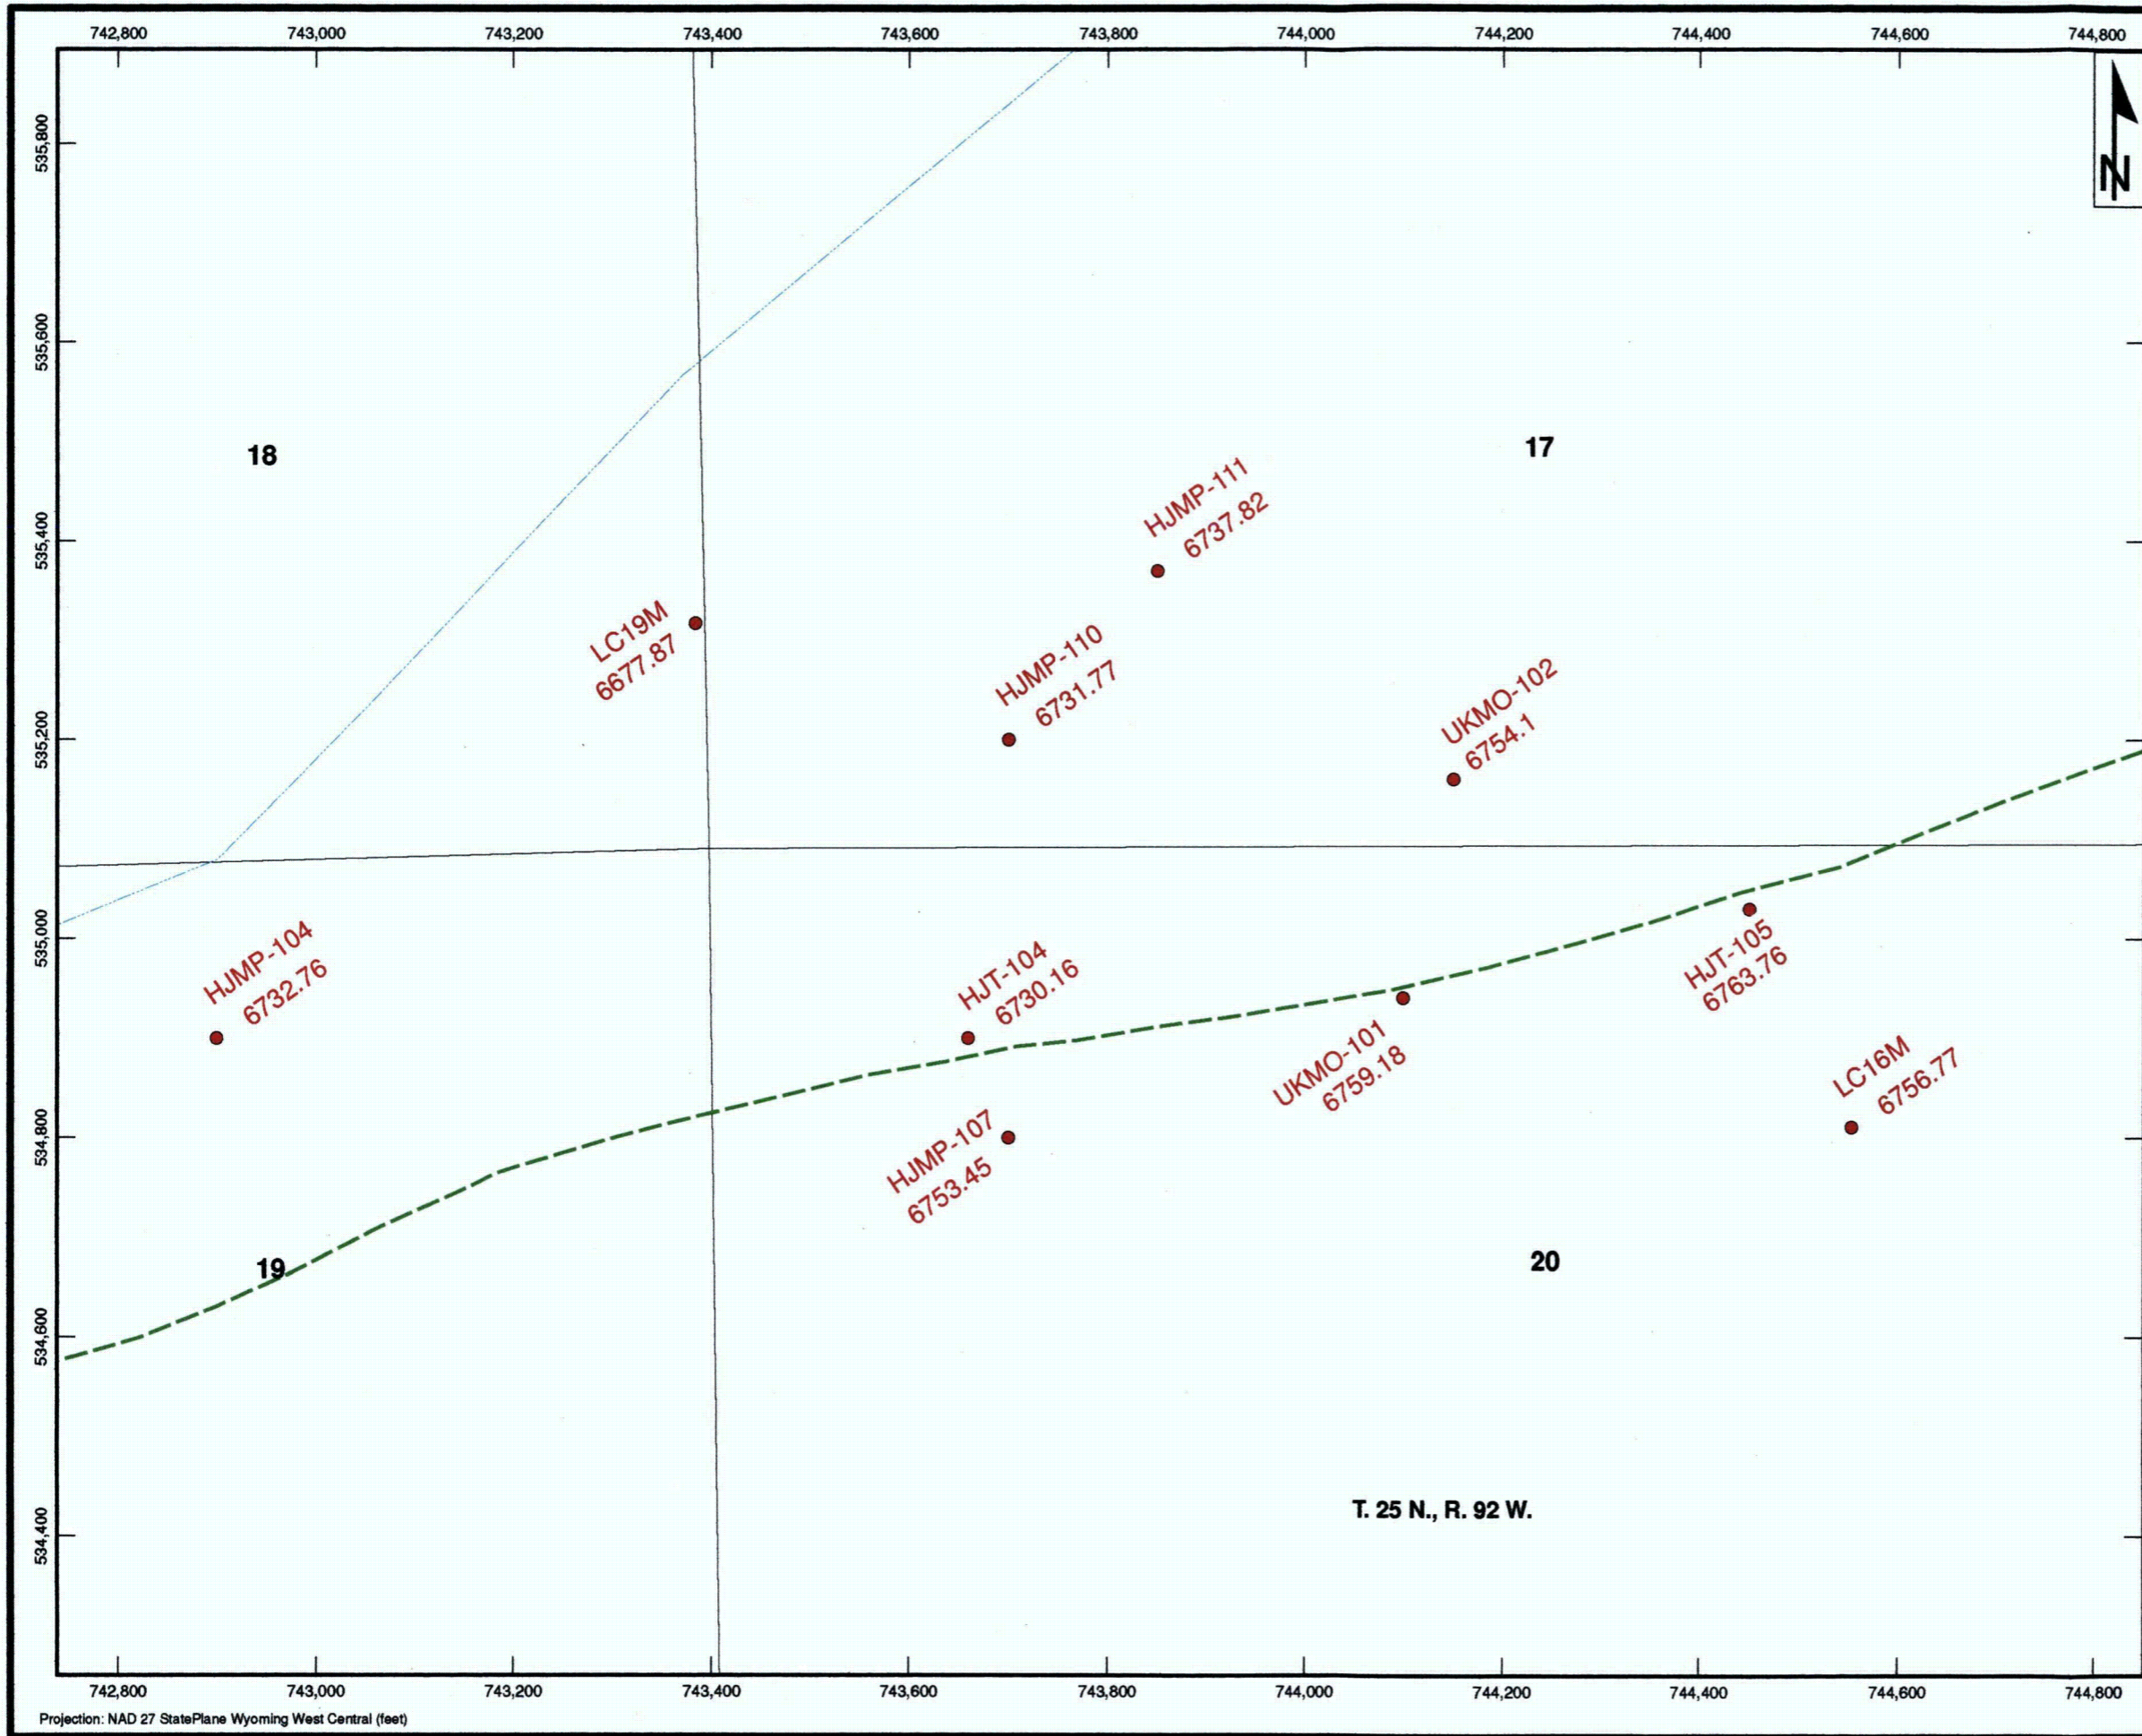 742,800 743,000 743,200 743,400 743,600 743,800 744,000 744,200 744,400 744,600 744,800
535,800
N
535,600
18
17
HJMP-111
6737.82
535,400
LC19M
6677.87
HJMP-110
6731.77
UKMO-102
6754.1
535,200
535,000
HJMP-104
6732.76
HJT-104
6730.16
HJT-105
6763.76
UKMO-101
6759.18
LC16M
6756.77
534,800
HJMP-107
6753.45
19
20
534,600
T. 25 N., R. 92 W.
534,400
742,800 743,000 743,200 743,400 743,600 743,800 744,000 744,200 744,400 744,600 744,800
Projection: NAD 27 StatePlane Wyoming West Central (feet)